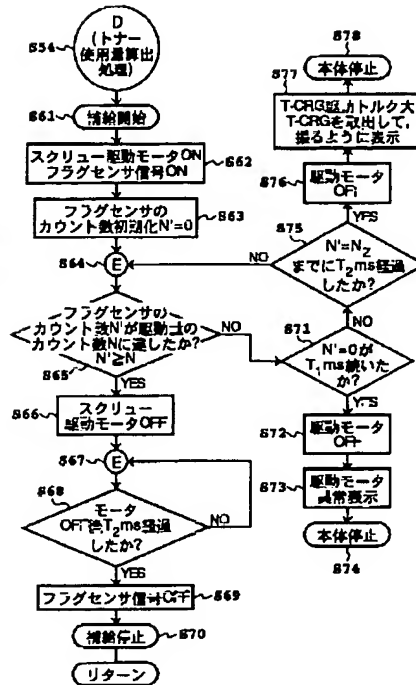 S54
D
(トナー
使用量算出
処理)
S61
補給開始
スクリュー駆動モータON
フラグセンサ信号ON
S62
フラグセンサの
カウント数初期化N'=0
S63
S64
E
フラグセンサの
カウント数N'が駆動量の
カウント数Nに達したか?
N'≧N
S65
NO
YES
S66
スクリュー
駆動モータOFF
S67
E
S68
モータ
OFF後T2ms経過
したか?
NO
YES
フラグセンサ信号OFF
S69
補給停止
S70
リターン
S78
本体停止
S77
T-CRG駆動トルク大
T-CRGを取出して、
振るように表示
S76
駆動モータ
OFF
YES
S75
N'=NZ
までにT2ms経過
したか?
NO
NO
S71
N'=0が
T1ms続いた
か?
YES
S72
駆動モータ
OFF
S73
駆動モータ
異常表示
本体停止
S74